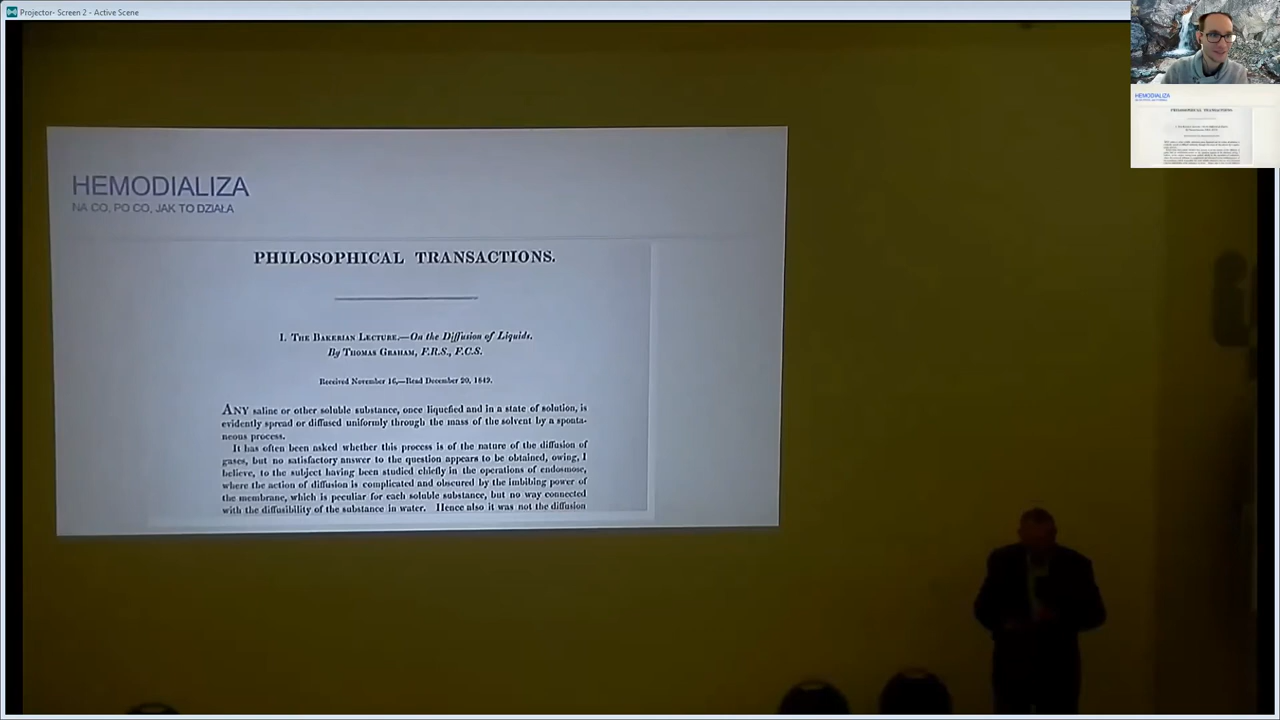 Projector- Screen 2 - Active Scene
HEMODIALIZA
NA CO, PO CO, JAK TO DZIAŁA
PHILOSOPHICAL TRANSACTIONS.
I. THE BAKERIAN LECTURE.—On the Diffusion of Liquids.
By THOMAS GRAHAM, F.R.S., F.C.S.
Received November 16,—Read December 20, 1849.
ANY saline or other soluble substance, once liquefied and in a state of solution, is
evidently spread or diffused uniformly through the mass of the solvent by a sponta-
neous process.
It has often been asked whether this process is of the nature of the diffusion of
gases, but no satisfactory answer to the question appears to be obtained, owing, I
believe, to the subject having been studied chiefly in the operations of endosmose,
where the action of diffusion is complicated and obscured by the imbibing power of
the membrane, which is peculiar for each soluble substance, but no way connected
with the diffusibility of the substance in water. Hence also it was not the diffusion
HEMODIALIZA
PHILOSOPHICAL TRANSACTIONS.